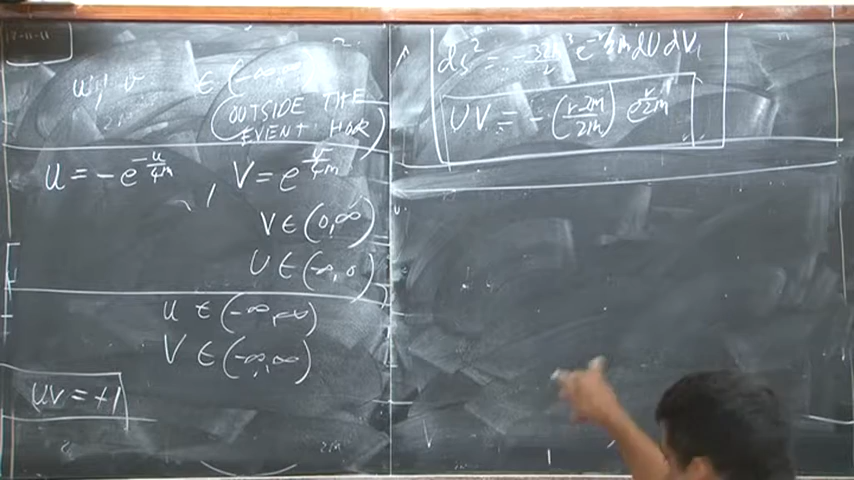 ∈ (-∞,
(OUTSIDE THE
EVENT HOR)
U = -e^{-u/4m} , V = e^{v/4m}
V ∈ (0,∞)
U ∈ (-∞,0)
U ∈ (-∞,∞)
V ∈ (-∞,∞)
UV = +1
UV = -((r-2m)/2m) e^{r/2m}